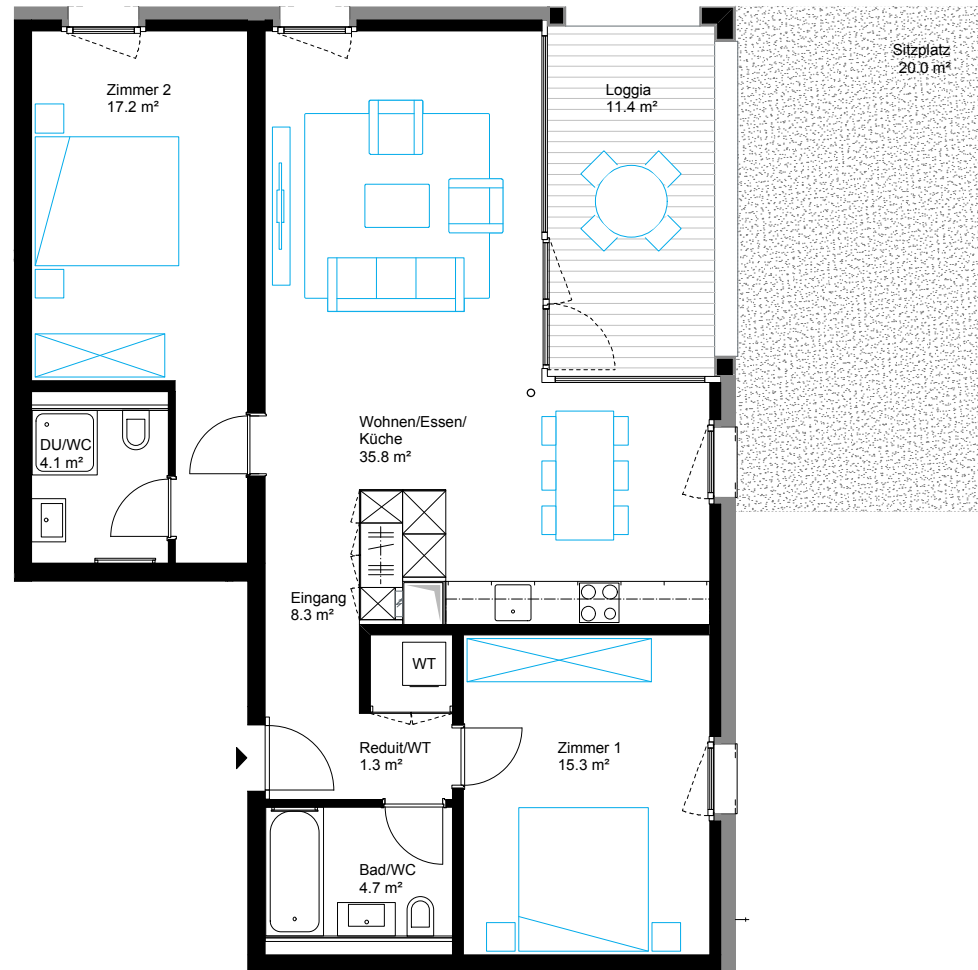 Zimmer 2
17.2 m²
Loggia
11.4 m²
Sitzplatz
20.0 m²
DU/WC
4.1 m²
Wohnen/Essen/
Küche
35.8 m²
Eingang
8.3 m²
WT
Reduit/WT
1.3 m²
Zimmer 1
15.3 m²
Bad/WC
4.7 m²